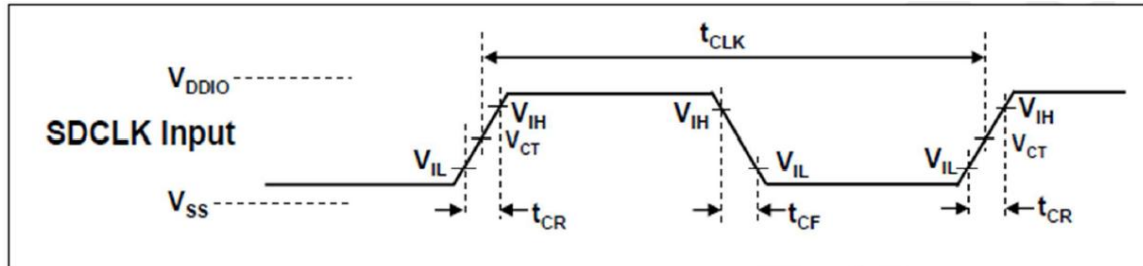 tCLK
VDDIO
SDCLK Input
VIH
VIH
VIH
VCT
VCT
VIL
VIL
VIL
VSS
tCR
tCF
tCR